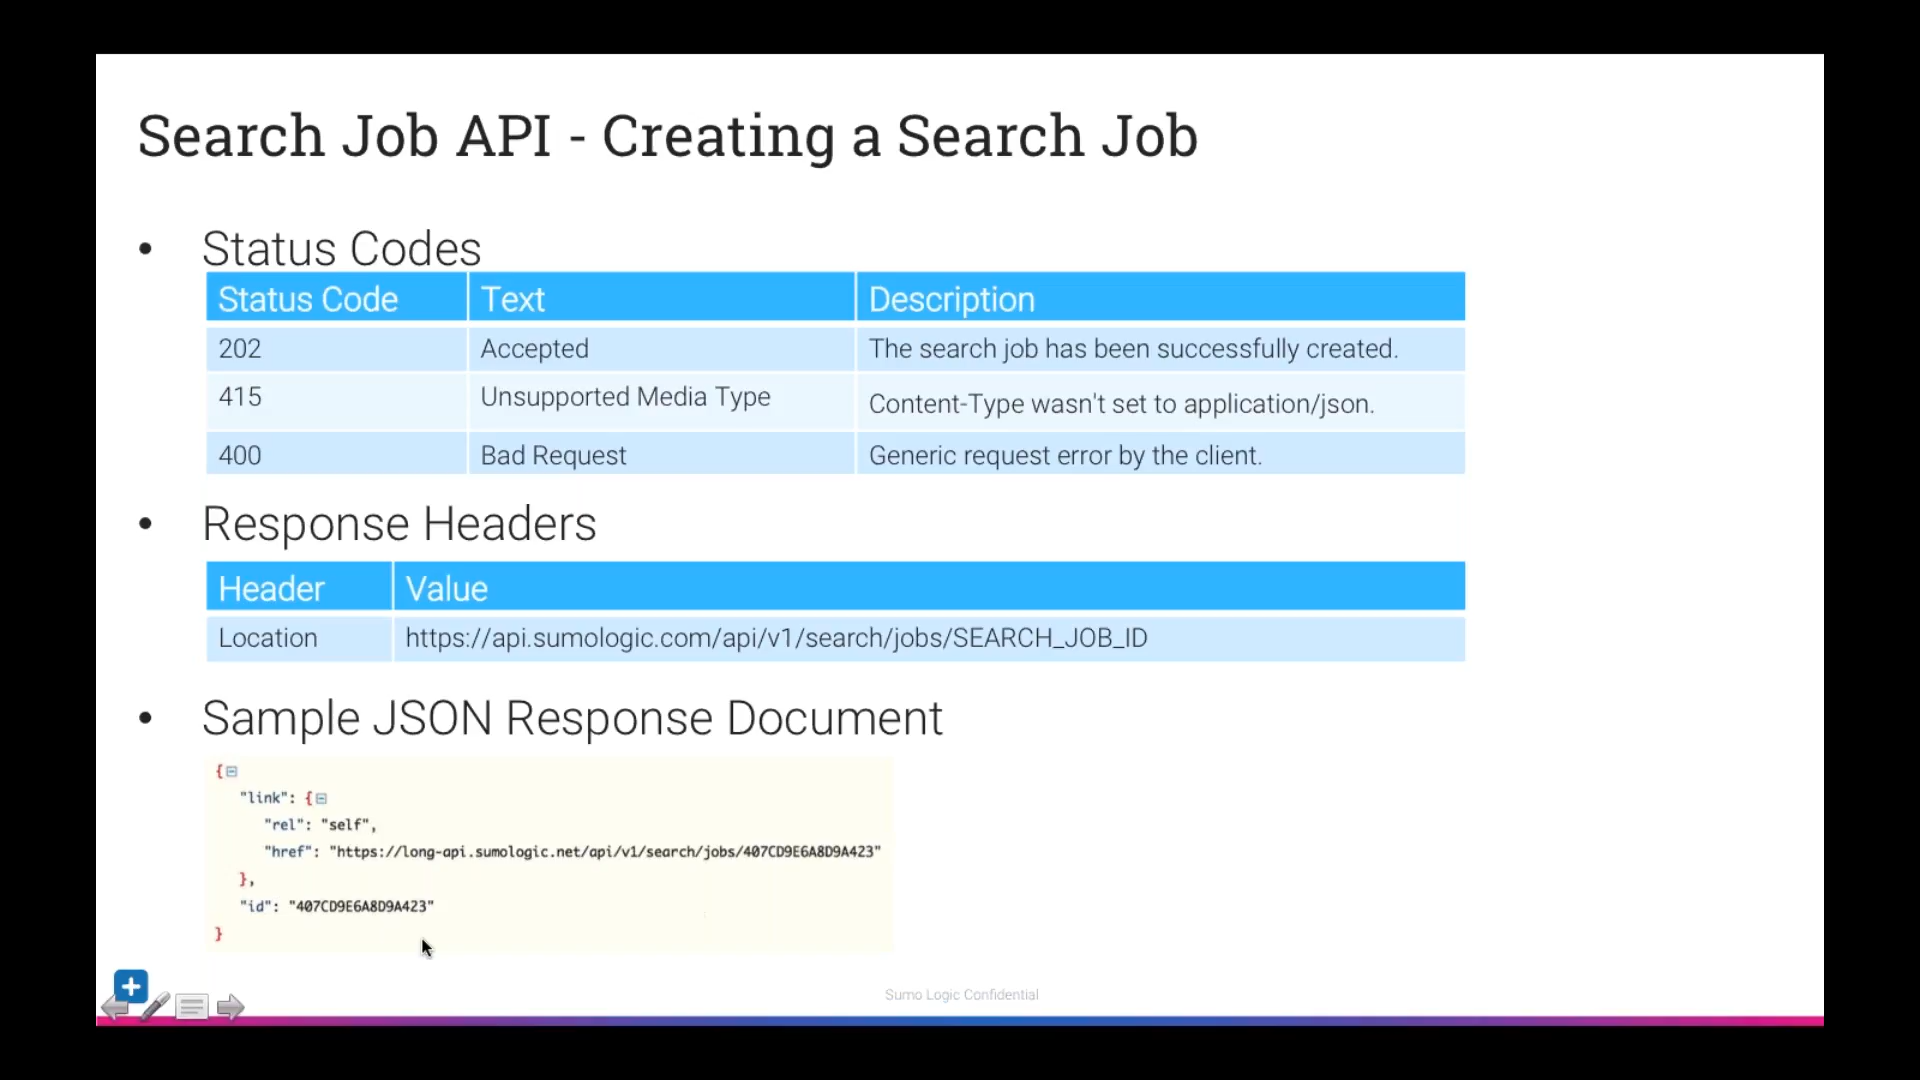 Search Job API - Creating a Search Job
• Status Codes
Status Code Text Description
202 Accepted The search job has been successfully created.
415 Unsupported Media Type Content-Type wasn't set to application/json.
400 Bad Request Generic request error by the client.
• Response Headers
Header Value
Location https://api.sumologic.com/api/v1/search/jobs/SEARCH_JOB_ID
• Sample JSON Response Document
{
"link": {
"rel": "self",
"href": "https://long-api.sumologic.net/api/v1/search/jobs/407CD9E6A8D9A423"
},
"id": "407CD9E6A8D9A423"
}
Sumo Logic Confidential